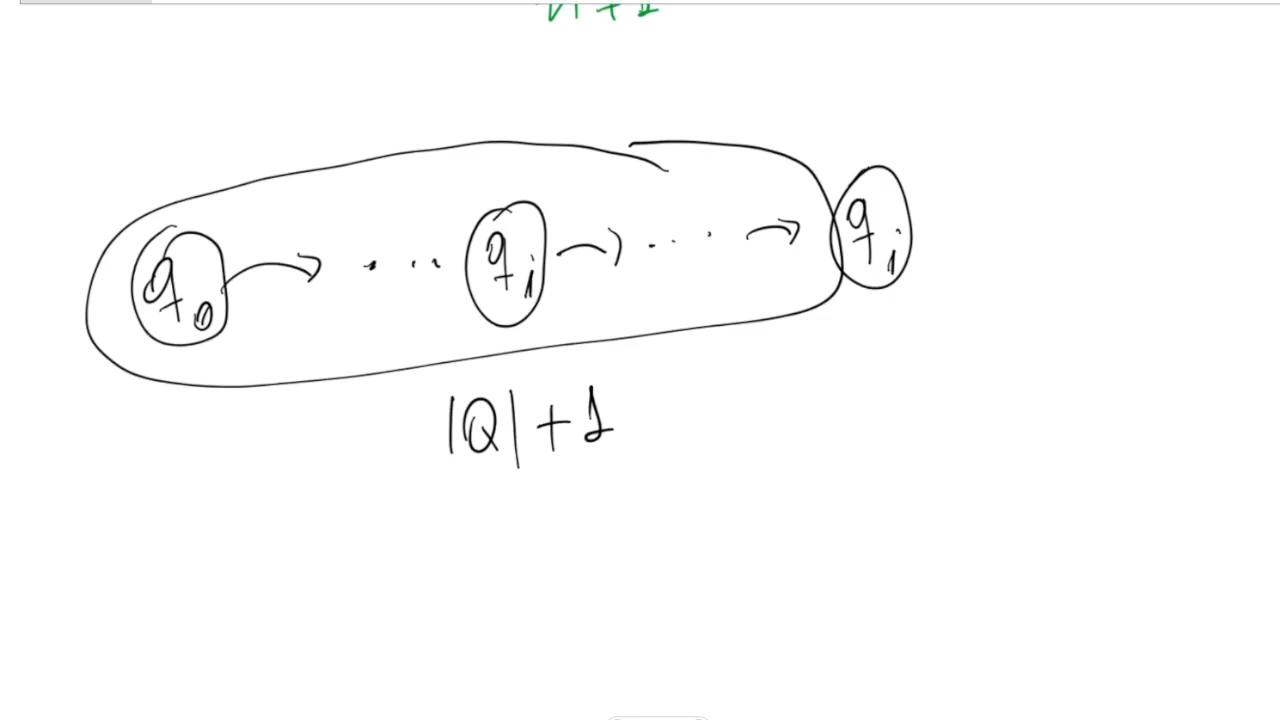 q₀ → ... qᵢ → ... → qᵢ
|Q| + 1